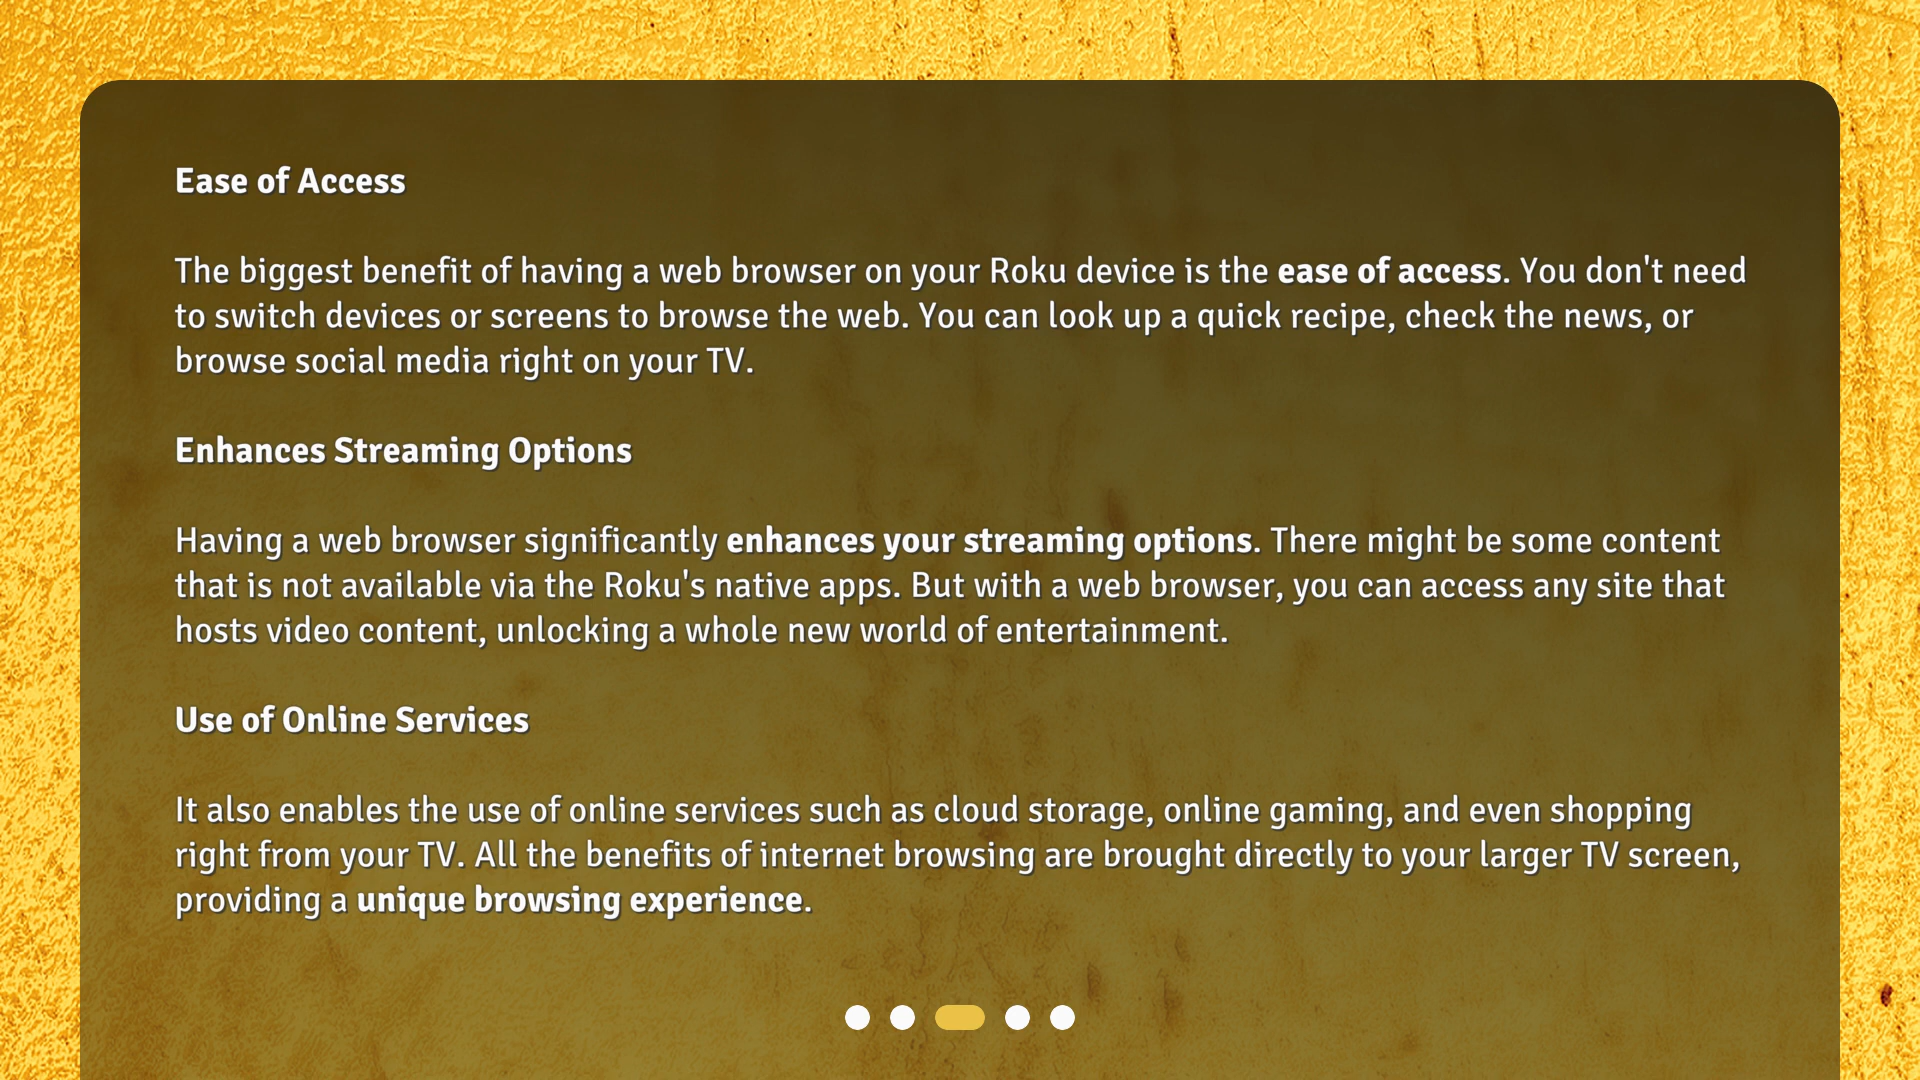 Ease of Access
The biggest benefit of having a web browser on your Roku device is the ease of access. You don't need
to switch devices or screens to browse the web. You can look up a quick recipe, check the news, or
browse social media right on your TV.
Enhances Streaming Options
Having a web browser significantly enhances your streaming options. There might be some content
that is not available via the Roku's native apps. But with a web browser, you can access any site that
hosts video content, unlocking a whole new world of entertainment.
Use of Online Services
It also enables the use of online services such as cloud storage, online gaming, and even shopping
right from your TV. All the benefits of internet browsing are brought directly to your larger TV screen,
providing a unique browsing experience.